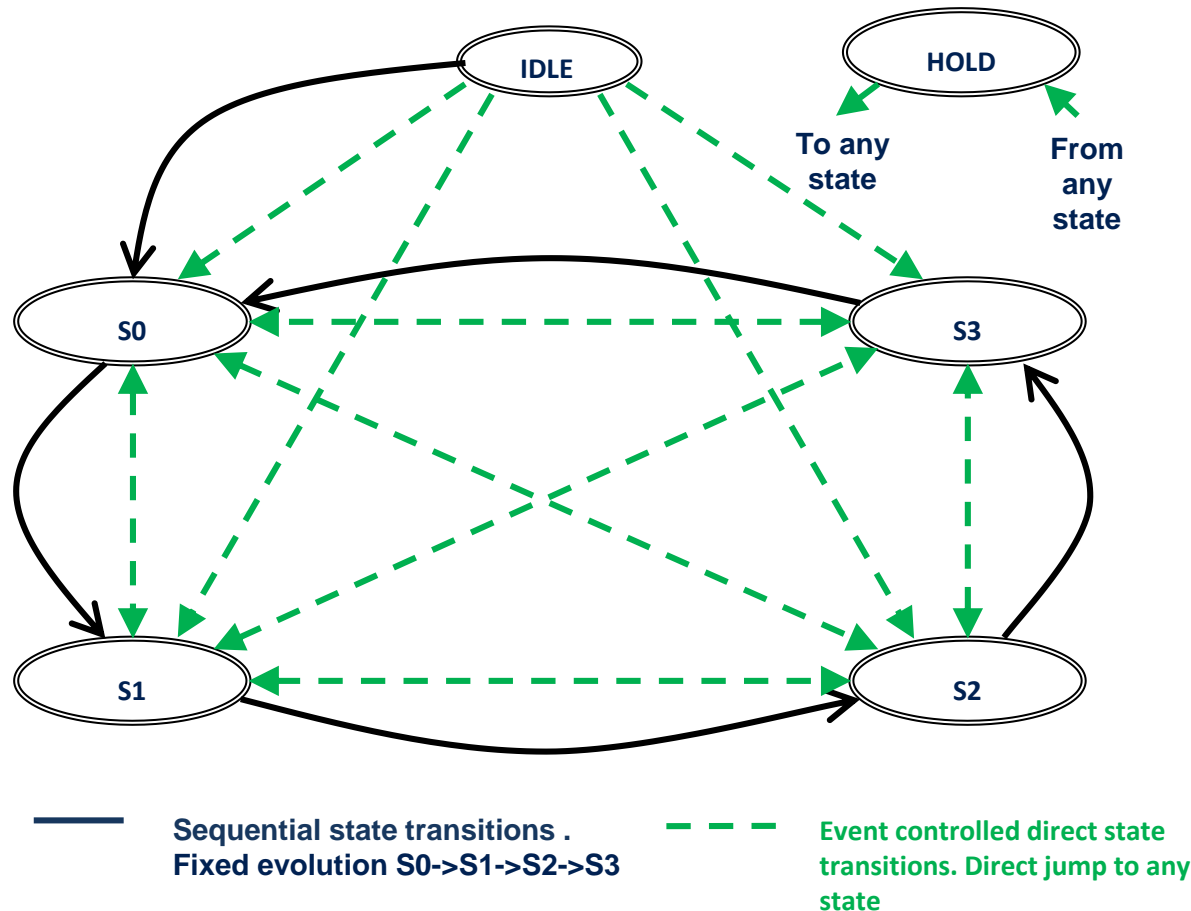 IDLE
HOLD
To any
state
From
any
state
S0
S3
S1
S2
Sequential state transitions .
Fixed evolution S0->S1->S2->S3
Event controlled direct state
transitions. Direct jump to any
state